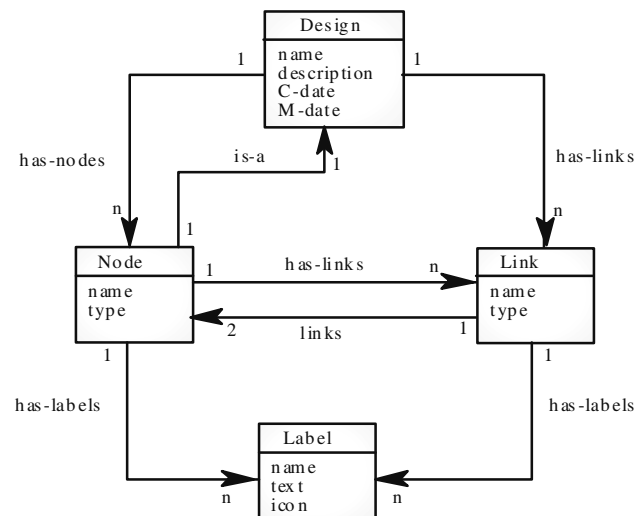 Design
name
description
C-date
M-date
1
1
has-nodes
is-a
1
has-links
n
1
n
Node
name
type
1
has-links
n
Link
name
type
2
links
1
1
1
has-labels
has-labels
Label
name
text
icon
n
n